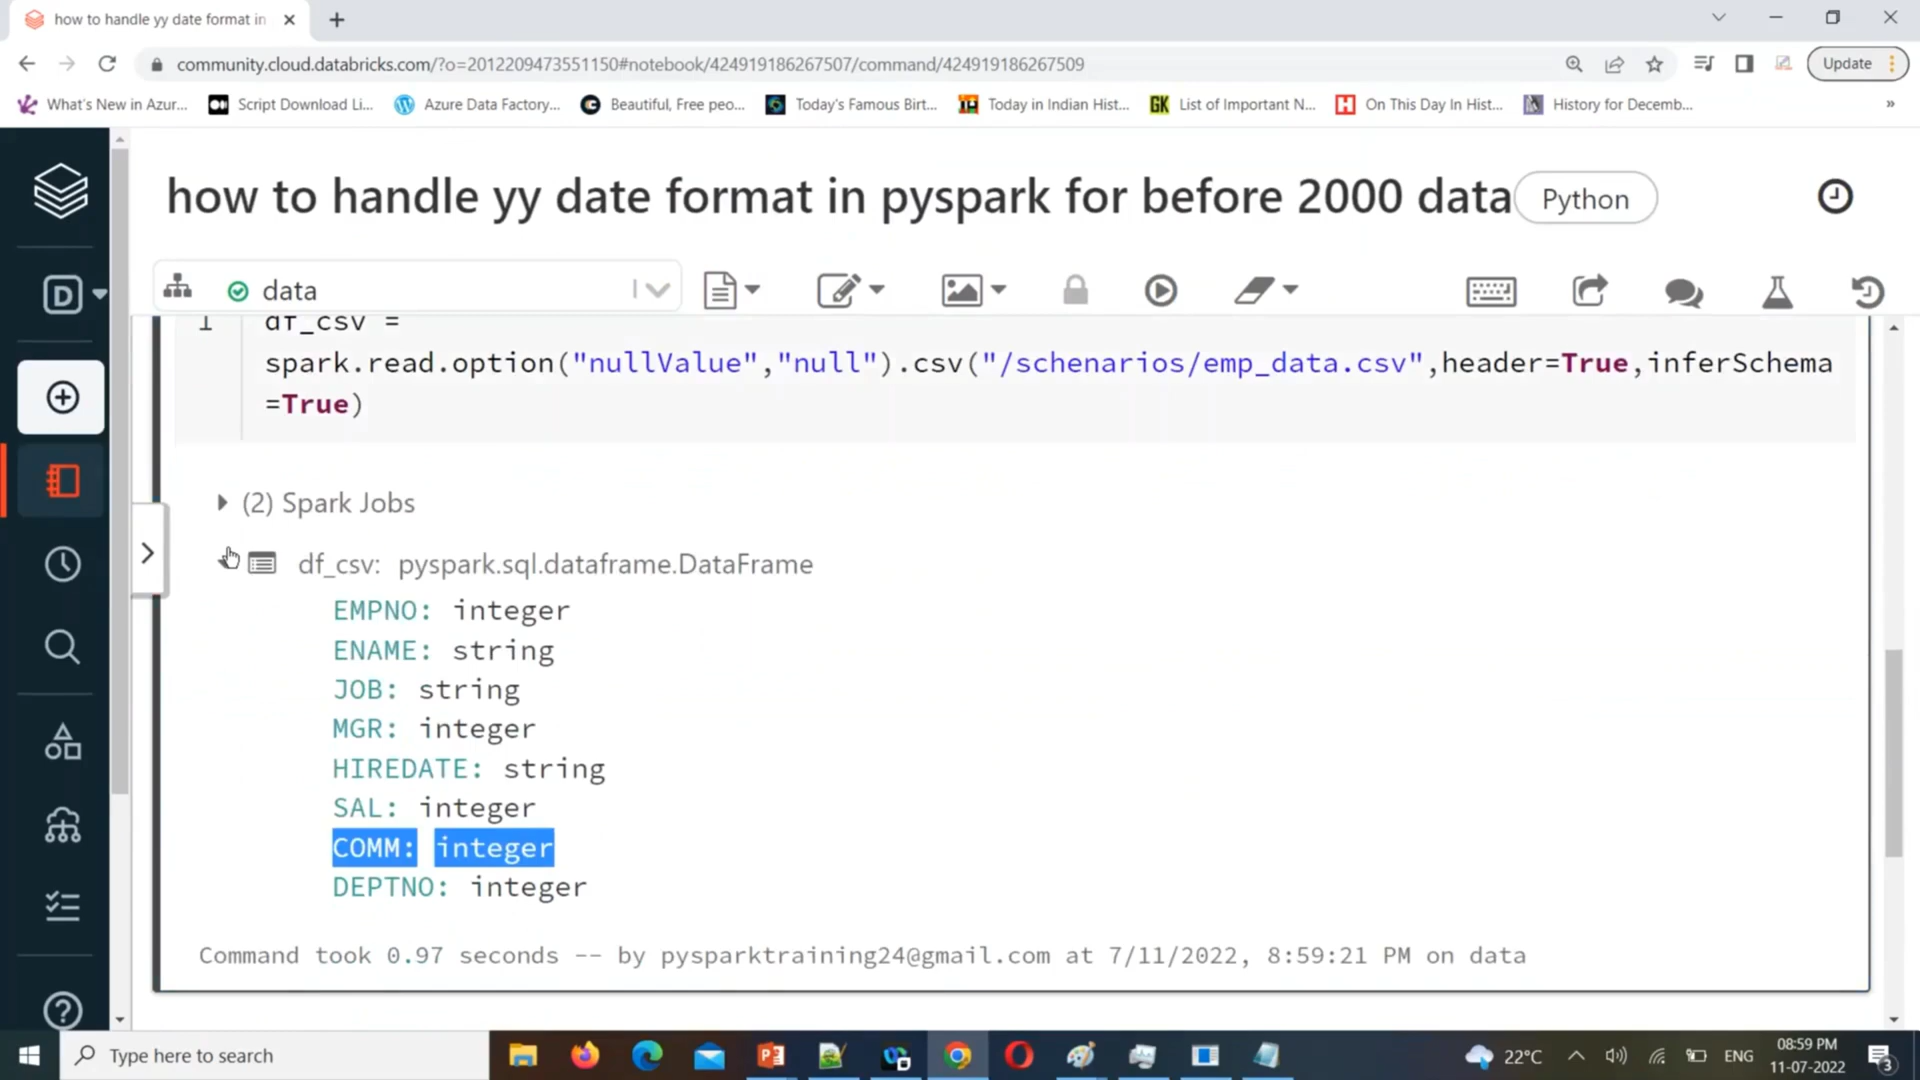 how to handle yy date format in
community.cloud.databricks.com/?o=2012209473551150#notebook/424919186267507/command/424919186267509
Update
What's New in Azur...
Script Download Li...
Azure Data Factory...
Beautiful, Free peo...
Today's Famous Birt...
Today in Indian Hist...
GK
List of Important N...
H
On This Day In Hist...
History for Decemb...
»
how to handle yy date format in pyspark for before 2000 data
Python
D
data
1
df_csv =
spark.read.option("nullValue","null").csv("/schenarios/emp_data.csv",header=True,inferSchema
=True)
(2) Spark Jobs
df_csv: pyspark.sql.dataframe.DataFrame
EMPNO: integer
ENAME: string
JOB: string
MGR: integer
HIREDATE: string
SAL: integer
COMM: integer
DEPTNO: integer
Command took 0.97 seconds -- by pysparktraining24@gmail.com at 7/11/2022, 8:59:21 PM on data
Type here to search
22°C
ENG
08:59 PM
11-07-2022
3